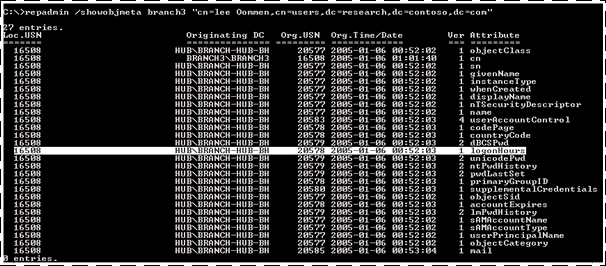 C:\>repadmin /showobjmeta branch3 "cn=lee Oommen,cn=users,dc=research,dc=contoso,dc=com"
27 entries.
Loc.USN Originating DC Org.USN Org.Time/Date Ver Attribute
======= =============== ========= ============= === =========
16508 HUB\BRANCH-HUB-BH 20577 2005-01-06 00:52:02 1 objectClass
16508 BRANCH3\BRANCH3 16508 2005-01-06 01:01:40 1 cn
16508 HUB\BRANCH-HUB-BH 20577 2005-01-06 00:52:02 1 sn
16508 HUB\BRANCH-HUB-BH 20577 2005-01-06 00:52:02 1 givenName
16508 HUB\BRANCH-HUB-BH 20577 2005-01-06 00:52:02 1 instanceType
16508 HUB\BRANCH-HUB-BH 20577 2005-01-06 00:52:02 1 whenCreated
16508 HUB\BRANCH-HUB-BH 20577 2005-01-06 00:52:02 1 displayName
16508 HUB\BRANCH-HUB-BH 20577 2005-01-06 00:52:02 1 nTSecurityDescriptor
16508 HUB\BRANCH-HUB-BH 20577 2005-01-06 00:52:02 1 name
16508 HUB\BRANCH-HUB-BH 20583 2005-01-06 00:52:03 4 userAccountControl
16508 HUB\BRANCH-HUB-BH 20578 2005-01-06 00:52:03 1 codePage
16508 HUB\BRANCH-HUB-BH 20578 2005-01-06 00:52:03 1 countryCode
16508 HUB\BRANCH-HUB-BH 20579 2005-01-06 00:52:03 2 dBCSPwd
16508 HUB\BRANCH-HUB-BH 20578 2005-01-06 00:52:03 1 logonHours
16508 HUB\BRANCH-HUB-BH 20579 2005-01-06 00:52:03 2 unicodePwd
16508 HUB\BRANCH-HUB-BH 20579 2005-01-06 00:52:03 2 ntPwdHistory
16508 HUB\BRANCH-HUB-BH 20579 2005-01-06 00:52:03 2 pwdLastSet
16508 HUB\BRANCH-HUB-BH 20578 2005-01-06 00:52:03 1 primaryGroupID
16508 HUB\BRANCH-HUB-BH 20580 2005-01-06 00:52:03 1 supplementalCredentials
16508 HUB\BRANCH-HUB-BH 20577 2005-01-06 00:52:02 1 objectSid
16508 HUB\BRANCH-HUB-BH 20578 2005-01-06 00:52:03 1 accountExpires
16508 HUB\BRANCH-HUB-BH 20579 2005-01-06 00:52:03 2 lmPwdHistory
16508 HUB\BRANCH-HUB-BH 20577 2005-01-06 00:52:02 1 sAMAccountName
16508 HUB\BRANCH-HUB-BH 20577 2005-01-06 00:52:02 1 sAMAccountType
16508 HUB\BRANCH-HUB-BH 20577 2005-01-06 00:52:02 1 userPrincipalName
16508 HUB\BRANCH-HUB-BH 20577 2005-01-06 00:52:02 1 objectCategory
16508 HUB\BRANCH-HUB-BH 20585 2005-01-06 00:53:04 1 mail
0 entries.